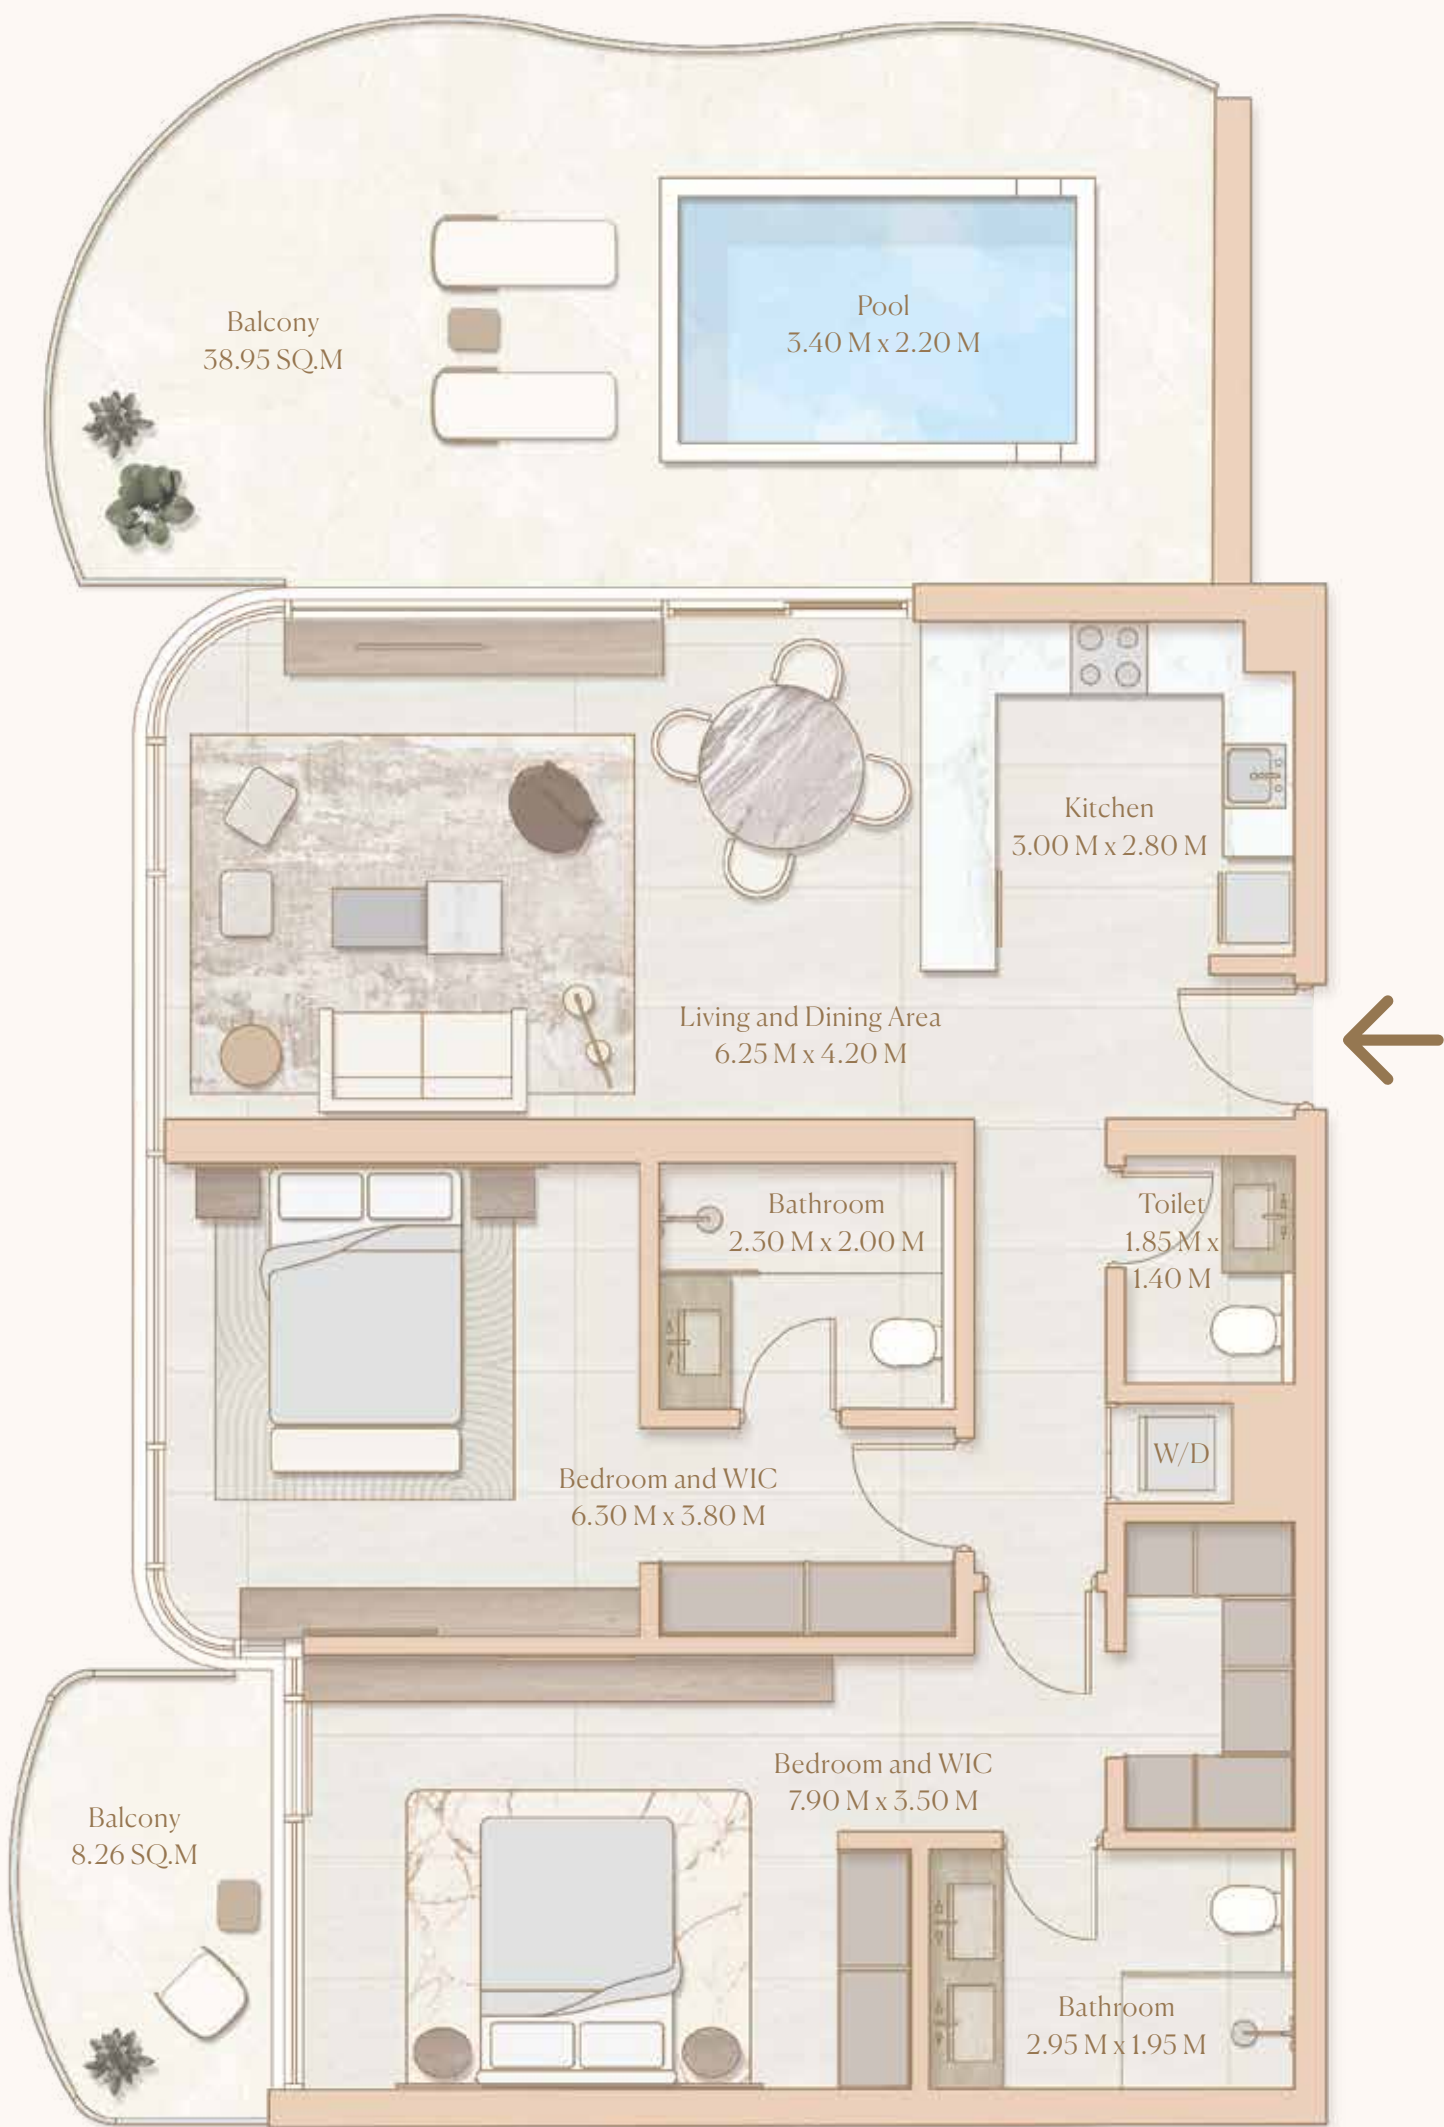 Balcony
38.95 SQ.M
Pool
3.40 M x 2.20 M
Kitchen
3.00 M x 2.80 M
Living and Dining Area
6.25 M x 4.20 M
Bathroom
2.30 M x 2.00 M
Toilet
1.85 M x
1.40 M
W/D
Bedroom and WIC
6.30 M x 3.80 M
Bedroom and WIC
7.90 M x 3.50 M
Balcony
8.26 SQ.M
Bathroom
2.95 M x 1.95 M